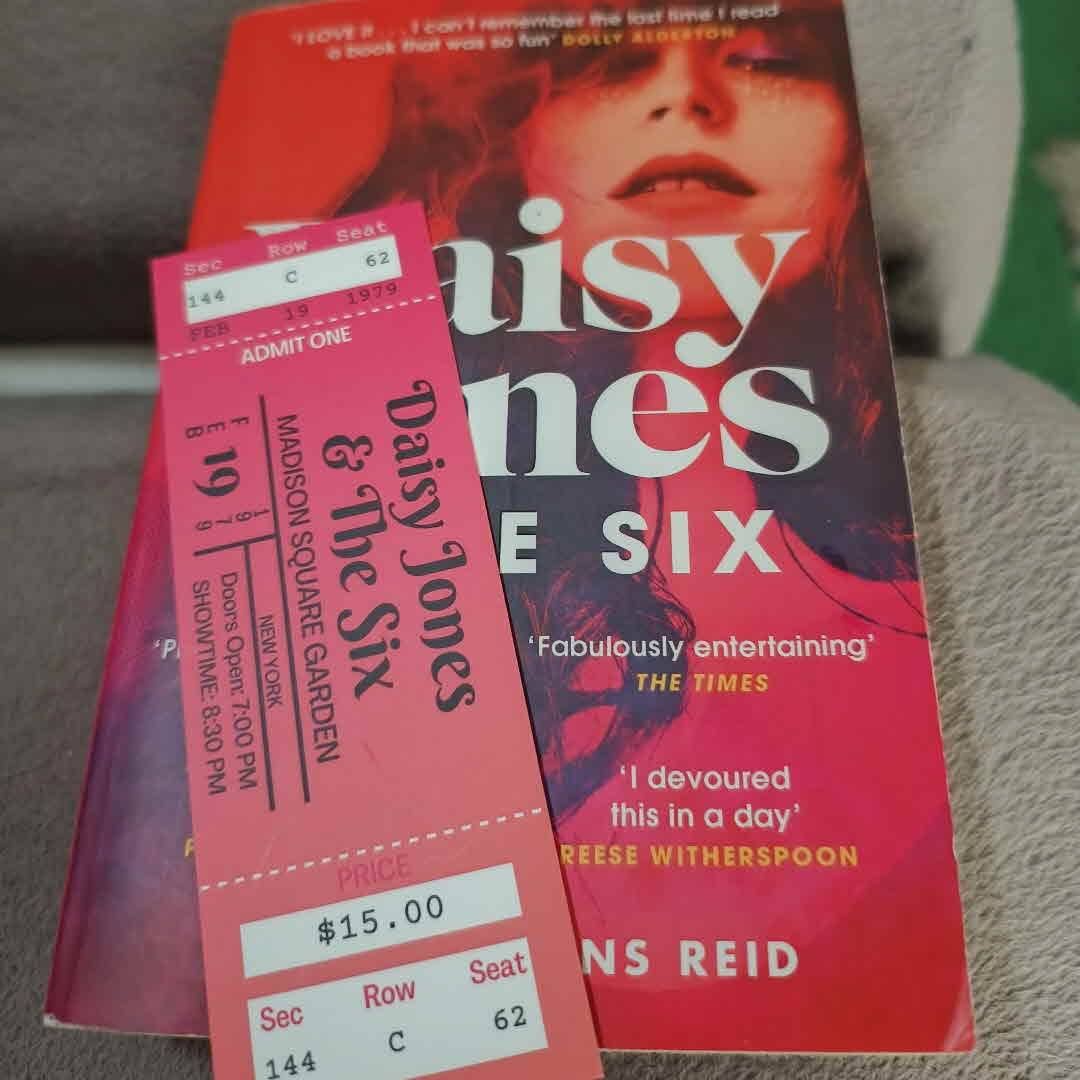 'I LOVE it . . . I can't remember the last time I read
a book that was so fun' DOLLY ALDERTON
aisy
nes
E SIX
'Fabulously entertaining'
THE TIMES
'I devoured
this in a day'
REESE WITHERSPOON
NS REID
Sec Row Seat
144 C 62
FEB 19 1979
ADMIT ONE
Daisy Jones
& The Six
MADISON SQUARE GARDEN
NEW YORK
FEB 19 1979
Doors Open: 7:00 PM
SHOWTIME: 8:30 PM
PRICE
$15.00
Sec Row Seat
144 C 62